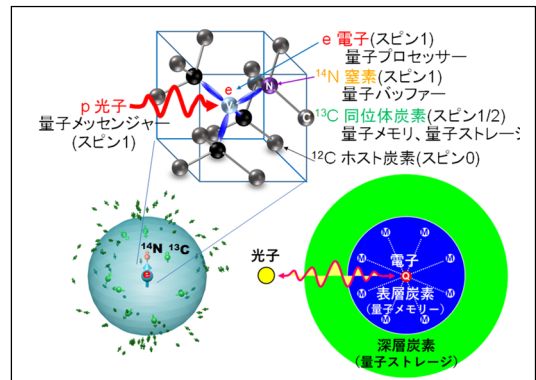 e 電子(スピン1)
量子プロセッサー
14N 窒素(スピン1)
量子バッファー
13C 同位体炭素(スピン1/2)
量子メモリ、量子ストレージ
12C ホスト炭素(スピン0)
p 光子
量子メッセンジャー
(スピン1)
e
N
C
14N 13C
e
光子
電子
Q
表層炭素
(量子メモリー)
M M M M M M M M
深層炭素
(量子ストレージ)